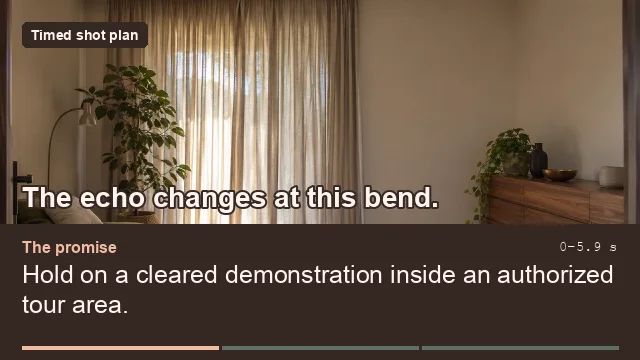 Timed shot plan
The echo changes at this bend.
The promise
0–5.9 s
Hold on a cleared demonstration inside an authorized
tour area.